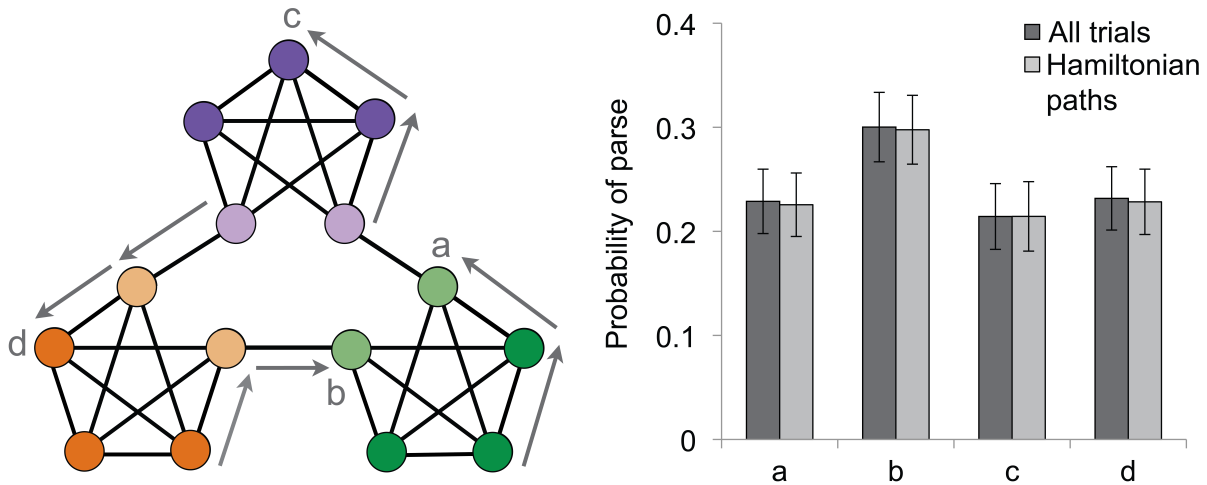 c
a
d
b
Probability of parse
0.4
0.3
0.2
0.1
0
All trials
Hamiltonian
paths
a b c d